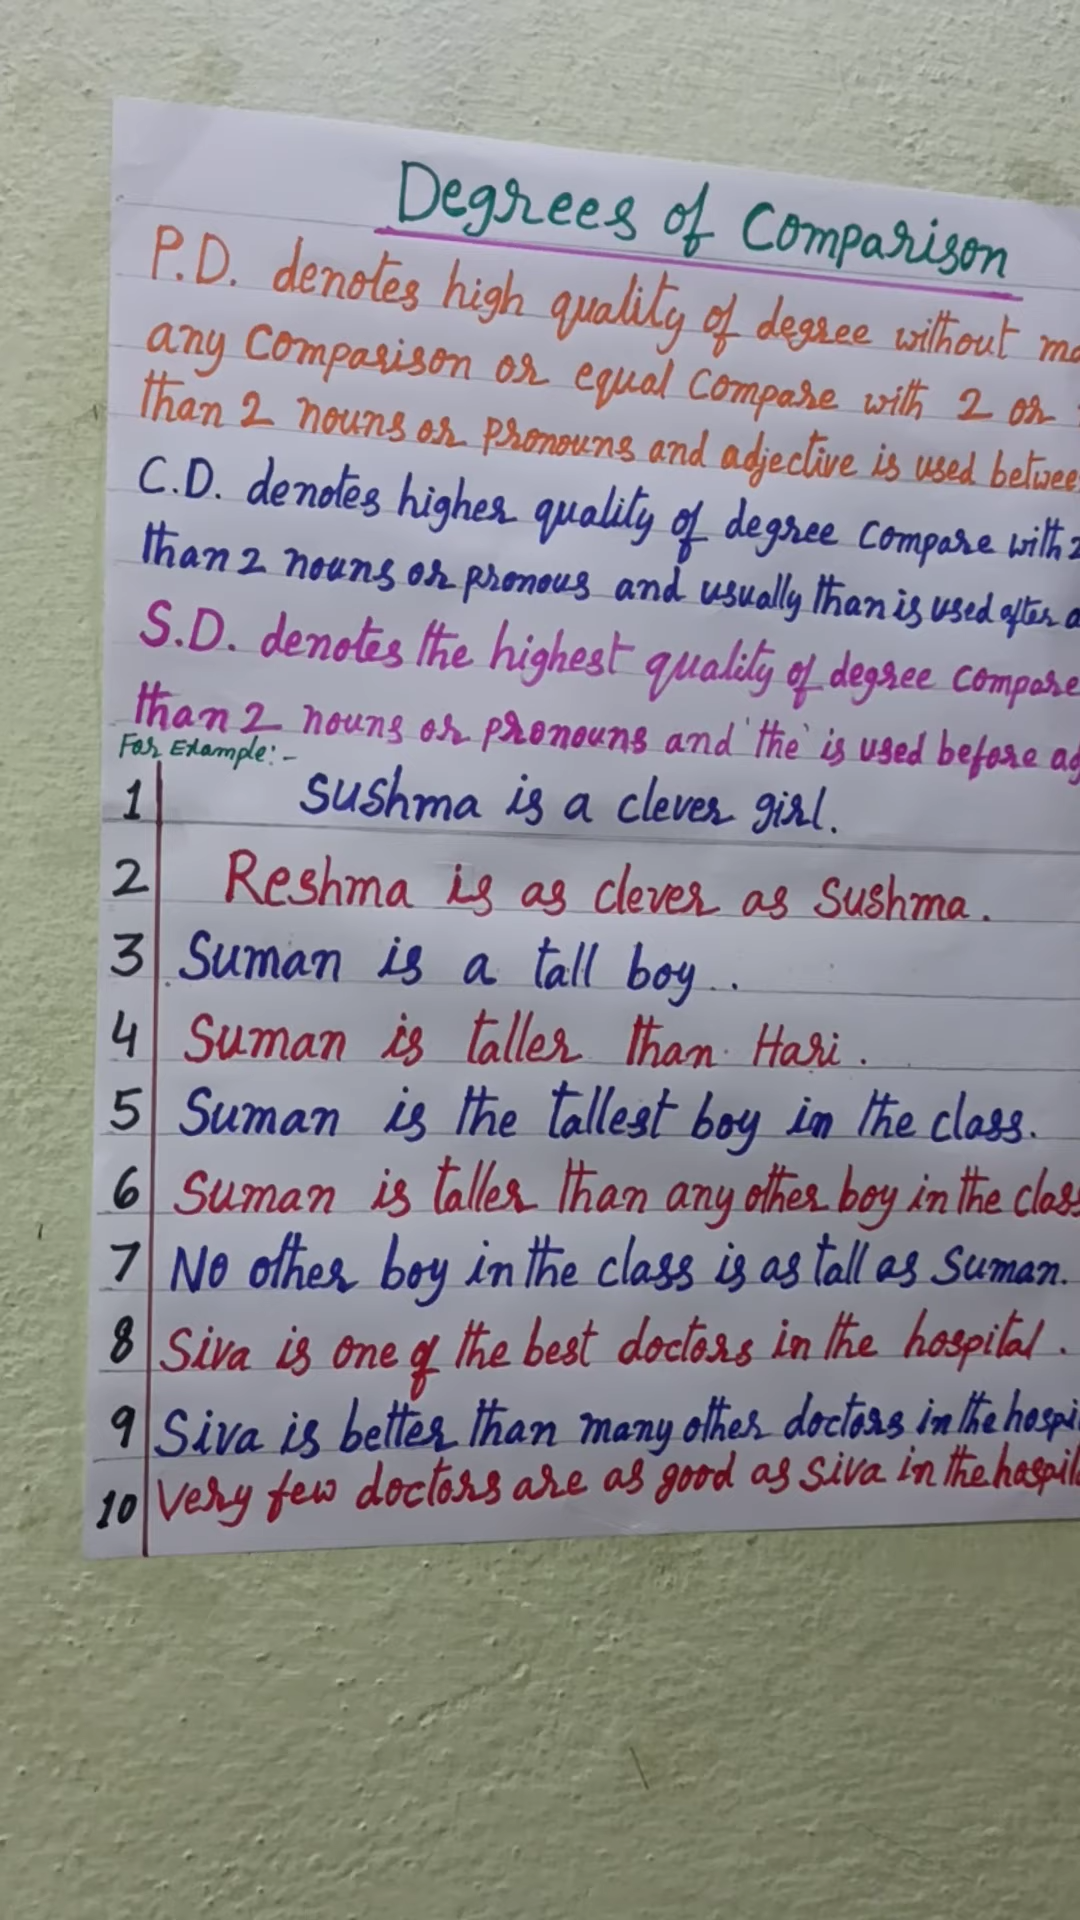 Degrees of Comparison
P.D. denotes high quality of degree without
any Comparison or equal Compare with 2 or
than 2 nouns or pronouns and adjective is used
C.D. denotes higher quality of degree Compare with 2
than 2 nouns or pronous and usually than is used after
S.D. denotes the highest quality of degree Compare
than 2 nouns or pronouns and 'the' is used before
For Example:-
1 Sushma is a clever girl.
2 Reshma is as clever as Sushma.
3 Suman is a tall boy..
4 Suman is taller than Hari.
5 Suman is the tallest boy in the class.
6 Suman is taller than any other boy in the class
7 No other boy in the class is as tall as Suman.
8 Siva is one of the best doctors in the hospital.
9 Siva is better than many other doctors in the
10 Very few doctors are as good as Siva in the